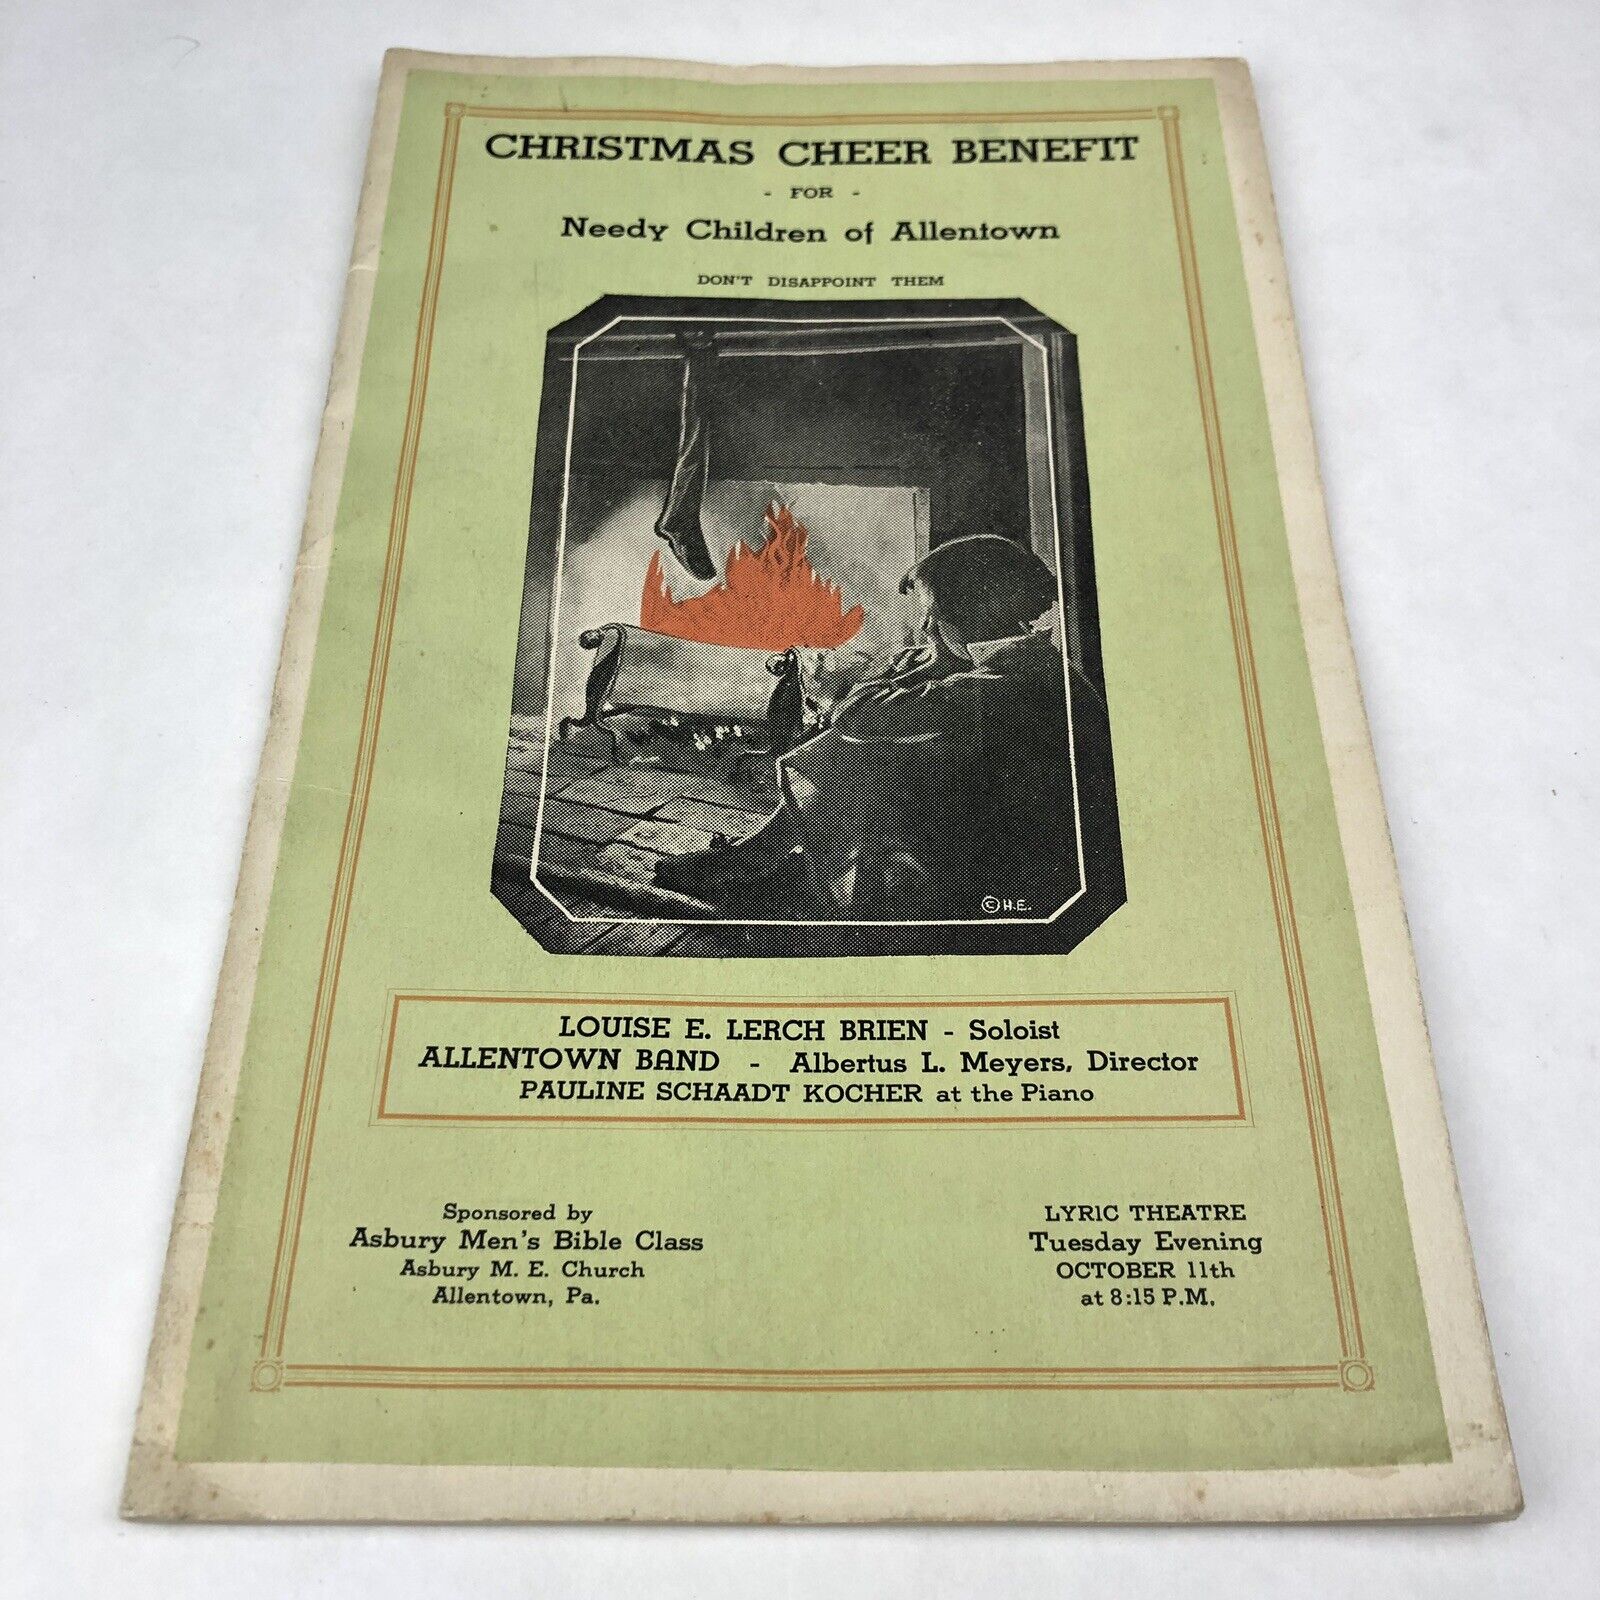 CHRISTMAS CHEER BENEFIT
- FOR -
Needy Children of Allentown
DON'T DISAPPOINT THEM
© H.E.
LOUISE E. LERCH BRIEN - Soloist
ALLENTOWN BAND - Albertus L. Meyers, Director
PAULINE SCHAADT KOCHER at the Piano
Sponsored by
Asbury Men's Bible Class
Asbury M. E. Church
Allentown, Pa.
LYRIC THEATRE
Tuesday Evening
OCTOBER 11th
at 8:15 P.M.